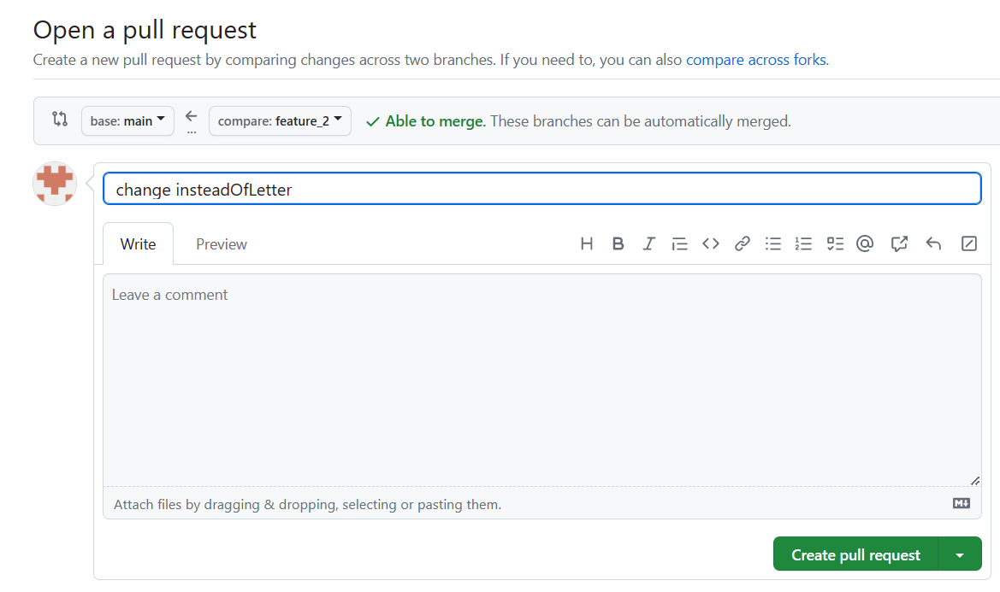 Open a pull request
Create a new pull request by comparing changes across two branches. If you need to, you can also compare across forks.
base: main ... compare: feature_2 Able to merge. These branches can be automatically merged.
change insteadOfLetter
Write Preview
Leave a comment
Attach files by dragging & dropping, selecting or pasting them.
Create pull request